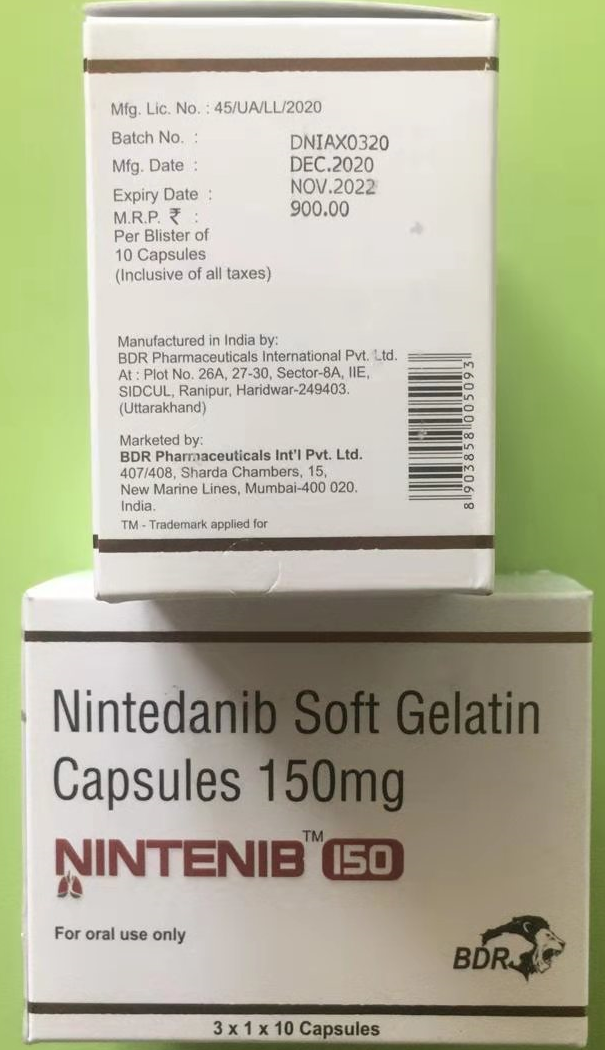 Mfg. Lic. No. : 45/UA/LL/2020
Batch No. : DNIAX0320
Mfg. Date : DEC.2020
Expiry Date : NOV.2022
M.R.P. ₹ : 900.00
Per Blister of
10 Capsules
(Inclusive of all taxes)
Manufactured in India by:
BDR Pharmaceuticals International Pvt. Ltd.
At : Plot No. 26A, 27-30, Sector-8A, IIE,
SIDCUL, Ranipur, Haridwar-249403.
(Uttarakhand)
Marketed by:
BDR Pharmaceuticals Int'l Pvt. Ltd.
407/408, Sharda Chambers, 15,
New Marine Lines, Mumbai-400 020.
India.
TM - Trademark applied for
8903858005093
Nintedanib Soft Gelatin
Capsules 150mg
NINTENIB™ 150
For oral use only
BDR
3 x 1 x 10 Capsules